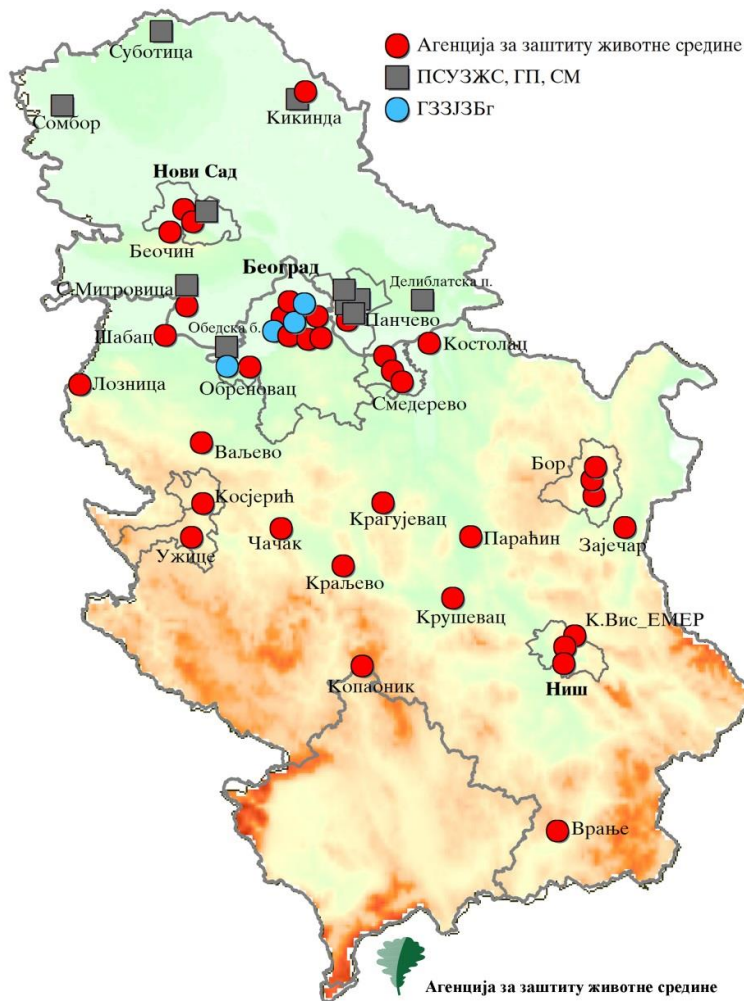 Суботица
Агенција за заштиту животне средине
ПСУЗЖС, ГП, СМ
ГЗЗЈЗБг
Сомбор
Кикинда
Нови Сад
Беочин
Београд
С.Митровица
Делиблатска п.
Панчево
Шабац
Обедска б.
Костолац
Лозница
Обреновац
Смедерево
Ваљево
Бор
Косјерић
Крагујевац
Ужице
Чачак
Параћин
Зајечар
Краљево
Крушевац
К.Вис_ЕМЕР
Копаоник
Ниш
Врање
Агенција за заштиту животне средине